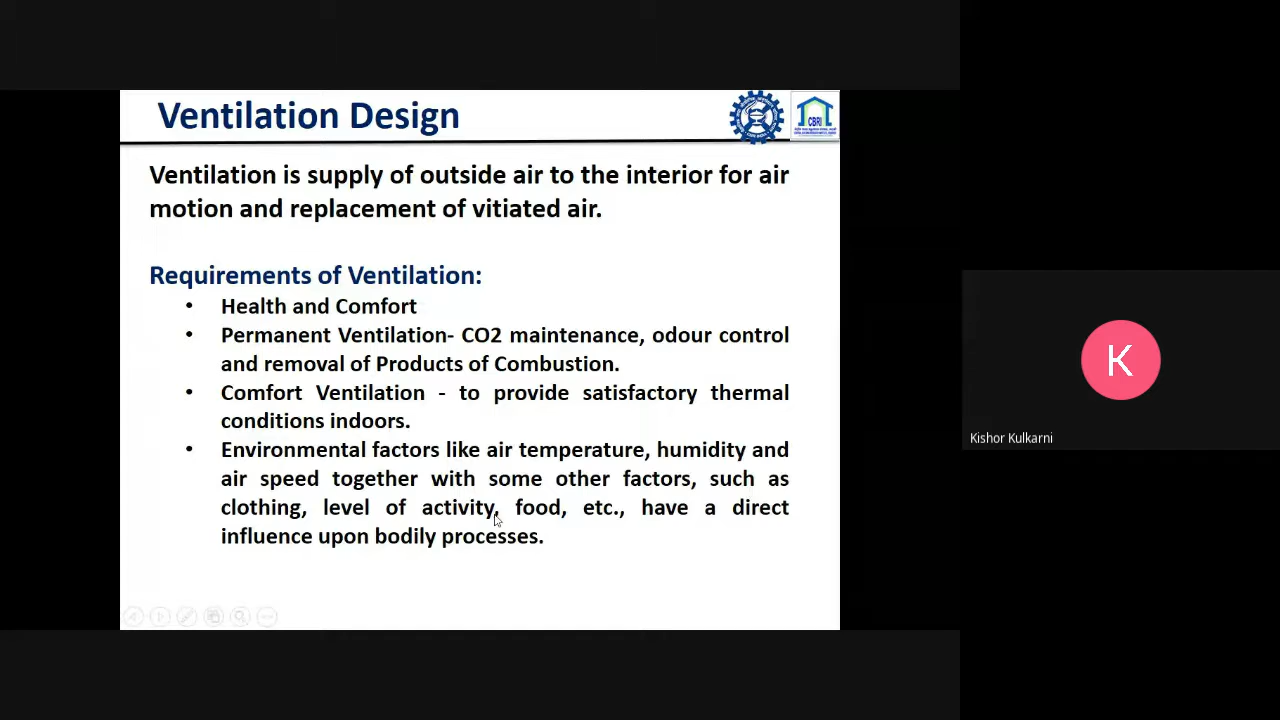 Ventilation Design
CBRI
Ventilation is supply of outside air to the interior for air
motion and replacement of vitiated air.
Requirements of Ventilation:
• Health and Comfort
• Permanent Ventilation- CO2 maintenance, odour control
and removal of Products of Combustion.
• Comfort Ventilation - to provide satisfactory thermal
conditions indoors.
• Environmental factors like air temperature, humidity and
air speed together with some other factors, such as
clothing, level of activity, food, etc., have a direct
influence upon bodily processes.
K
Kishor Kulkarni